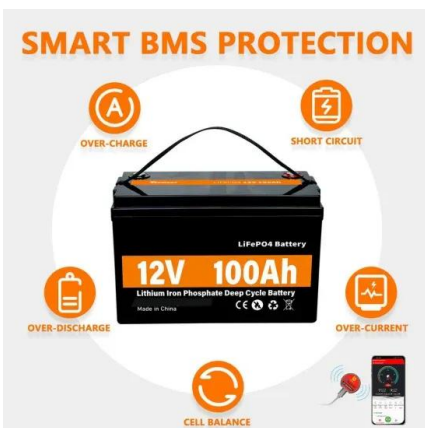 SMART BMS PROTECTION
OVER-CHARGE
SHORT CIRCUIT
LiFePO4 Battery
12V 100Ah
Lithium Iron Phosphate Deep Cycle Battery
Made in China
OVER-DISCHARGE
OVER-CURRENT
CELL BALANCE